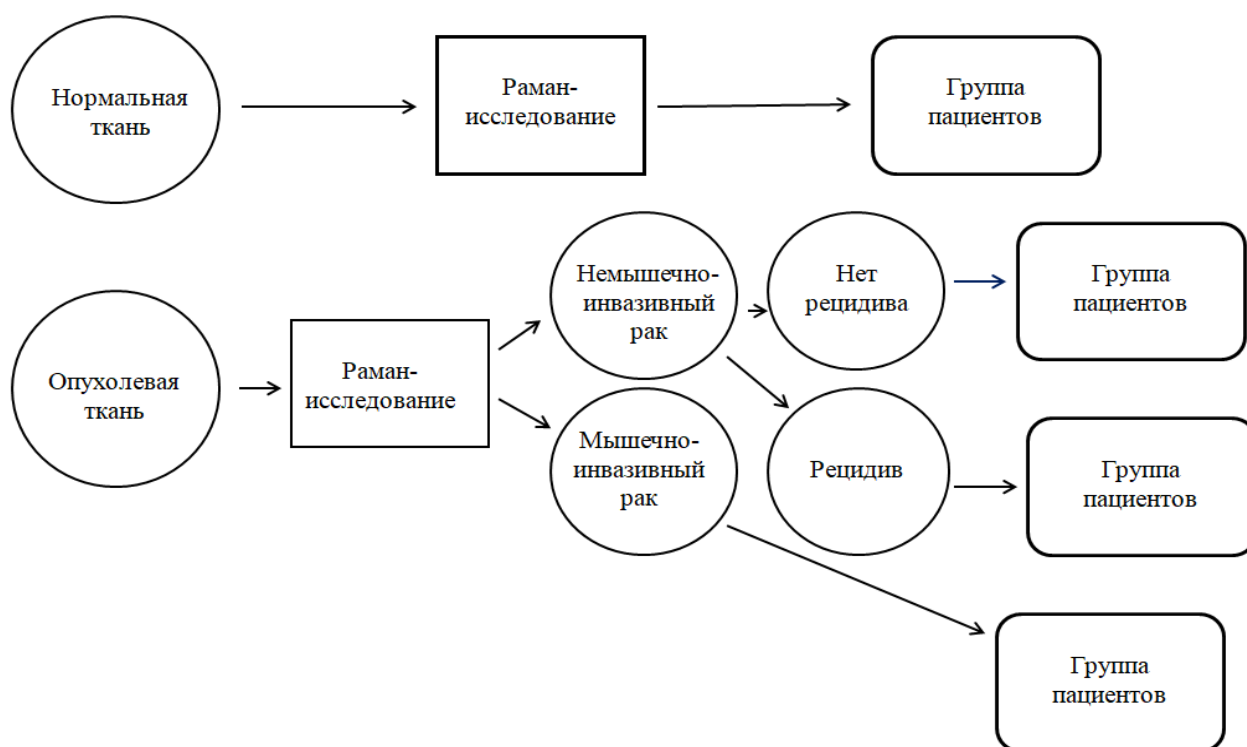 Нормальная
ткань
Раман-
исследование
Группа
пациентов
Опухолевая
ткань
Раман-
исследование
Немышечно-
инвазивный
рак
Нет
рецидива
Группа
пациентов
Мышечно-
инвазивный
рак
Рецидив
Группа
пациентов
Группа
пациентов